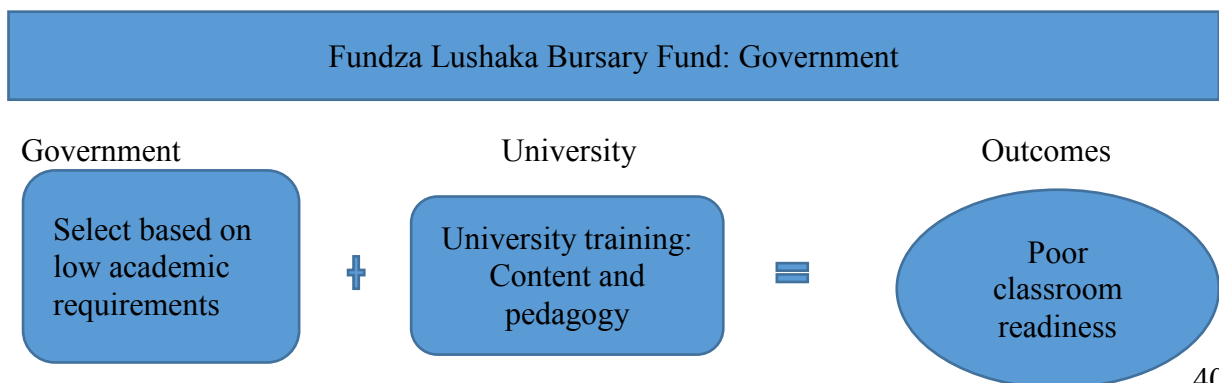 Fundza Lushaka Bursary Fund: Government
Government
University
Outcomes
Select based on
low academic
requirements
University training:
Content and
pedagogy
Poor
classroom
readiness
40